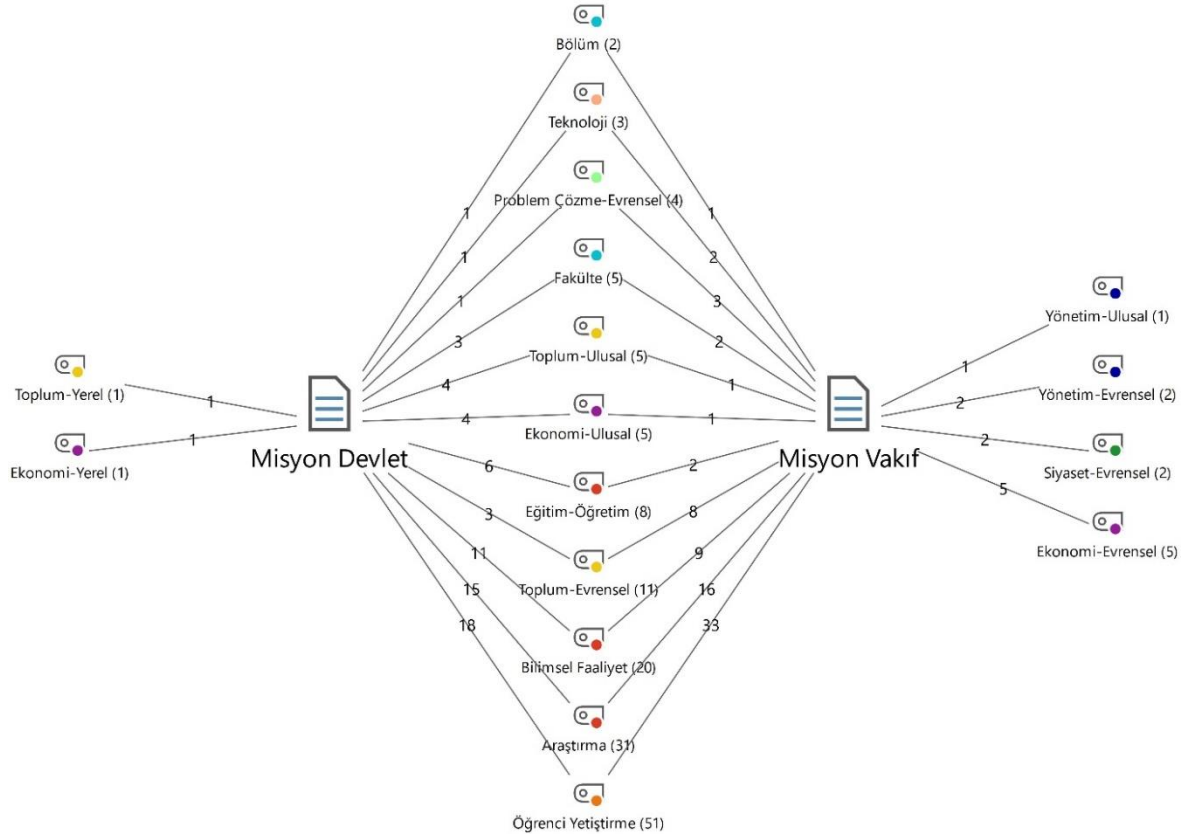 Bölüm (2)
Teknoloji (3)
Problem Çözme-Evrensel (4)
1
1
1
2
Fakülte (5)
1
3
Yönetim-Ulusal (1)
3
2
Toplum-Ulusal (5)
1
Toplum-Yerel (1)
1
4
1
2
Yönetim-Evrensel (2)
Ekonomi-Ulusal (5)
4
1
2
Ekonomi-Yerel (1)
1
Misyon Devlet
Misyon Vakıf
Siyaset-Evrensel (2)
6
2
5
Eğitim-Öğretim (8)
3
8
Ekonomi-Evrensel (5)
11
9
Toplum-Evrensel (11)
15
16
18
33
Bilimsel Faaliyet (20)
Araştırma (31)
Öğrenci Yetiştirme (51)